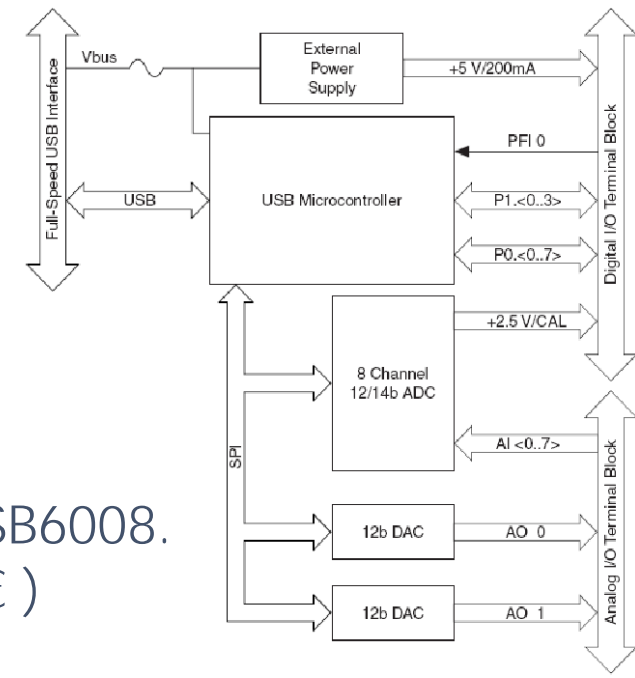 Full-Speed USB Interface
Vbus
External
Power
Supply
+5 V/200mA
PFI 0
USB
USB Microcontroller
P1.<0..3>
P0.<0..7>
Digital I/O Terminal Block
+2.5 V/CAL
8 Channel
12/14b ADC
AI <0..7>
SPI
12b DAC
AO 0
12b DAC
AO 1
Analog I/O Terminal Block
SB6008.
€ )